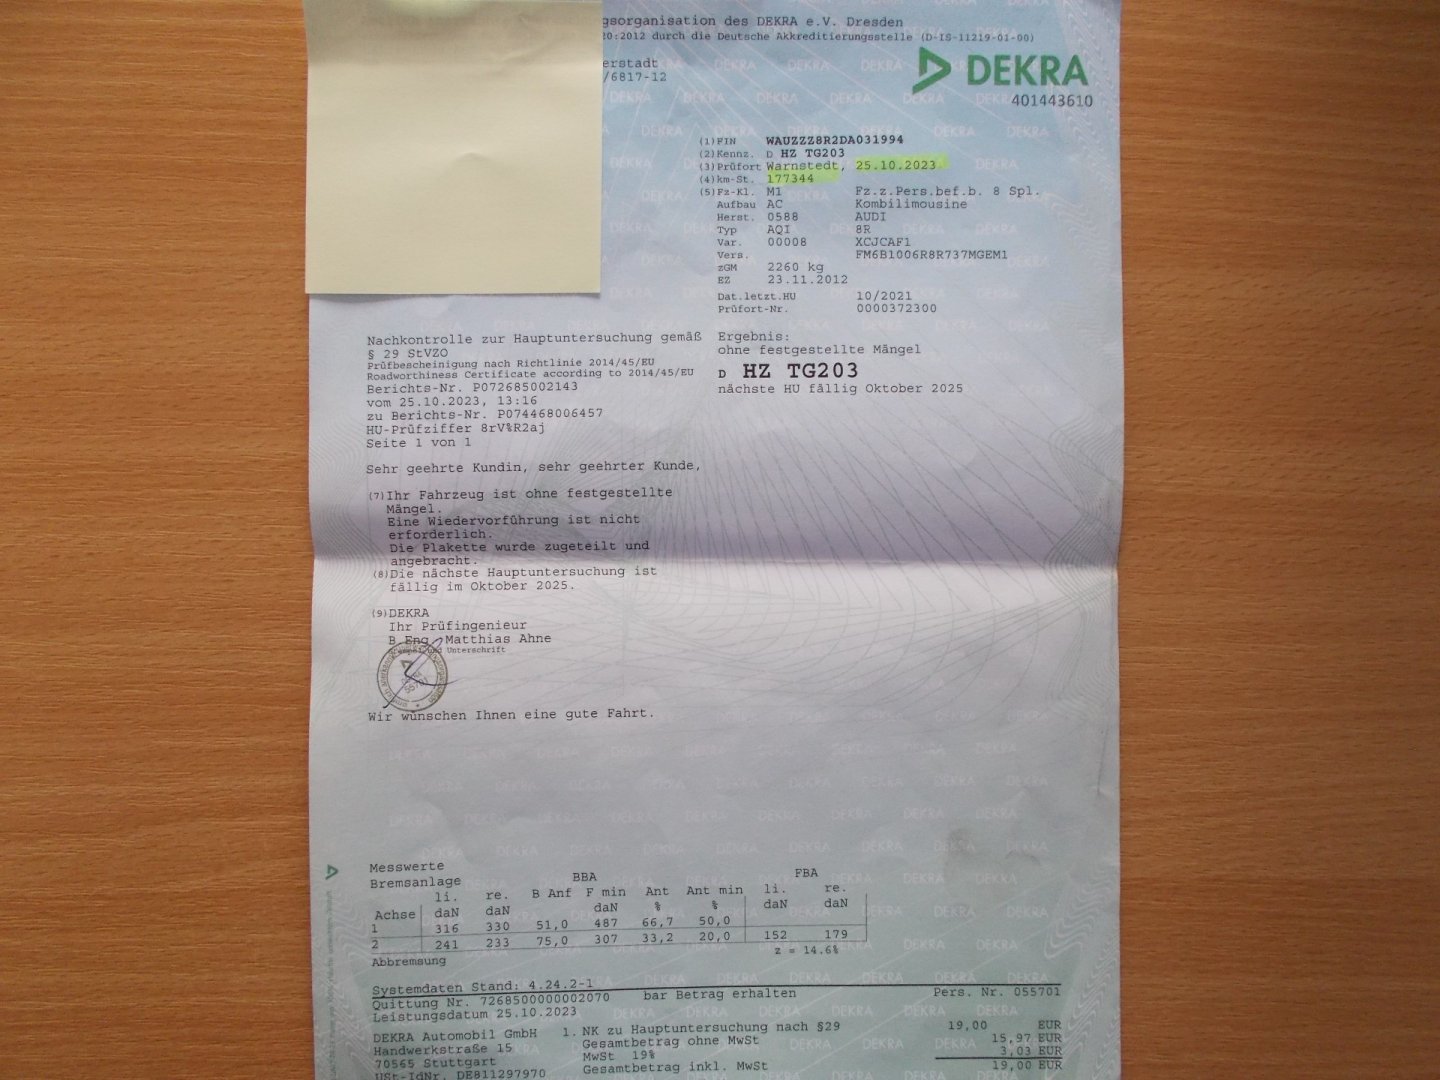 gsorganisation des DEKRA e.V. Dresden
20:2012 durch die Deutsche Akkreditierungsstelle (D-IS-11219-01-00)
erstadt
/6817-12
DEKRA
401443610
(1) FIN WAUZZZ8R2DA031994
(2) Kennz. D HZ TG203
(3) Prüfort Warnstedt, 25.10.2023
(4) km-St. 177344
(5) Fz-Kl. M1 Fz.z.Pers.bef.b. 8 Spl.
Aufbau AC Kombilimousine
Herst. 0588 AUDI
Typ AQI 8R
Var. 00008 XCJCAF1
Vers. FM6B1006R8R737MGEM1
zGM 2260 kg
EZ 23.11.2012
Dat.letzt.HU 10/2021
Prüfort-Nr. 0000372300
Nachkontrolle zur Hauptuntersuchung gemäß
§ 29 StVZO
Prüfbescheinigung nach Richtlinie 2014/45/EU
Roadworthiness Certificate according to 2014/45/EU
Berichts-Nr. P072685002143
vom 25.10.2023, 13:16
zu Berichts-Nr. P074468006457
HU-Prüfziffer 8rV%R2aj
Seite 1 von 1
Ergebnis:
ohne festgestellte Mängel
D HZ TG203
nächste HU fällig Oktober 2025
Sehr geehrte Kundin, sehr geehrter Kunde,
(7) Ihr Fahrzeug ist ohne festgestellte
Mängel.
Eine Wiedervorführung ist nicht
erforderlich.
Die Plakette wurde zugeteilt und
angebracht.
(8) Die nächste Hauptuntersuchung ist
fällig im Oktober 2025.
(9) DEKRA
Ihr Prüfingenieur
B.Eng. Matthias Ahne
und Unterschrift
Wir wünschen Ihnen eine gute Fahrt.
Messwerte
Bremsanlage BBA FBA
li. re. B Anf F min Ant Ant min li. re.
Achse daN daN daN % % daN daN
1 316 330 51,0 487 66,7 50,0
2 241 233 75,0 307 33,2 20,0 152 179
Abbremsung z = 14.6%
Systemdaten Stand: 4.24.2-1
Quittung Nr. 7268500000002070 bar Betrag erhalten Pers. Nr. 055701
Leistungsdatum 25.10.2023
DEKRA Automobil GmbH 1. NK zu Hauptuntersuchung nach §29 19,00 EUR
Handwerkstraße 15 Gesamtbetrag ohne MwSt 15,97 EUR
70565 Stuttgart MwSt 19% 3,03 EUR
USt-IdNr. DE811297970 Gesamtbetrag inkl. MwSt 19,00 EUR